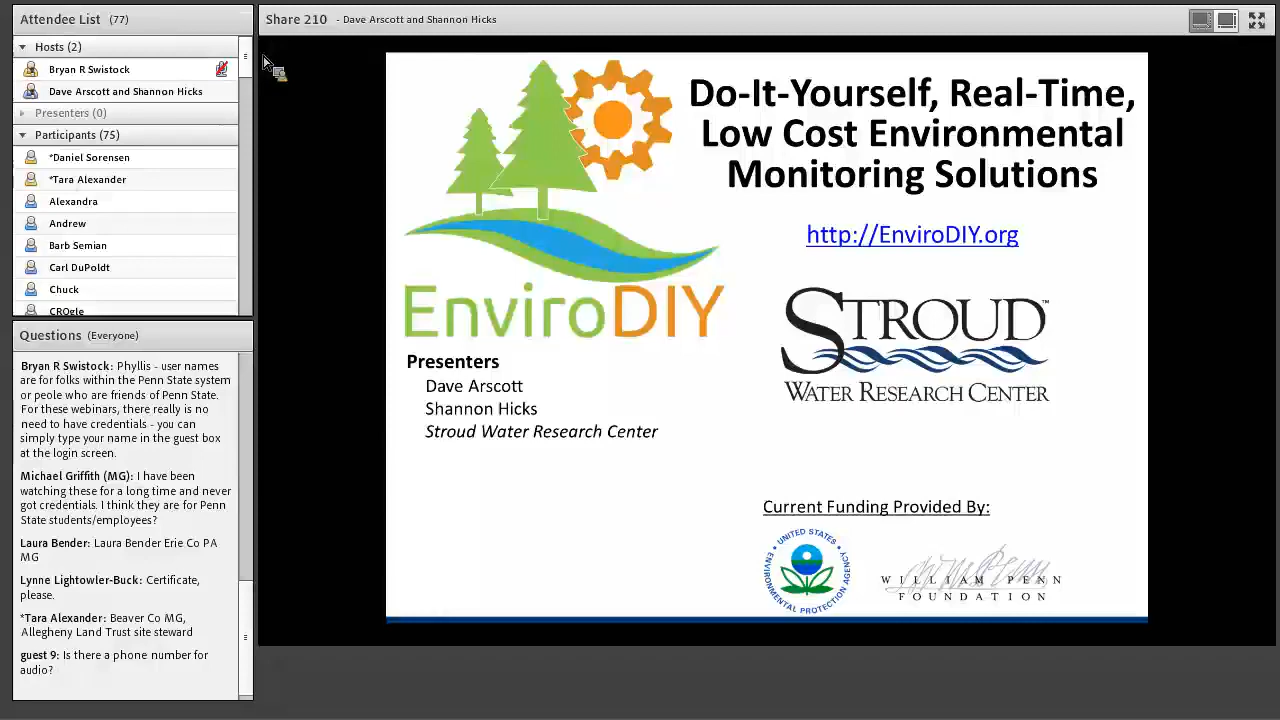 Attendee List (77)
Hosts (2)
Bryan R Swistock
Dave Arscott and Shannon Hicks
Presenters (0)
Participants (75)
*Daniel Sorensen
*Tara Alexander
Alexandra
Andrew
Barb Semian
Carl DuPoldt
Chuck
CROgle
Questions (Everyone)
Bryan R Swistock: Phyllis - user names
are for folks within the Penn State system
or peole who are friends of Penn State.
For these webinars, there really is no
need to have credentials - you can
simply type your name in the guest box
at the login screen.
Michael Griffith (MG): I have been
watching these for a long time and never
got credentials. I think they are for Penn
State students/employees?
Laura Bender: Laura Bender Erie Co PA
MG
Lynne Lightowler-Buck: Certificate,
please.
*Tara Alexander: Beaver Co MG,
Allegheny Land Trust site steward
guest 9: Is there a phone number for
audio?
Share 210 - Dave Arscott and Shannon Hicks
Do-It-Yourself, Real-Time,
Low Cost Environmental
Monitoring Solutions
http://EnviroDIY.org
EnviroDIY
STROUD™
WATER RESEARCH CENTER
Presenters
Dave Arscott
Shannon Hicks
Stroud Water Research Center
Current Funding Provided By:
UNITED STATES
ENVIRONMENTAL PROTECTION AGENCY
WILLIAM PENN
FOUNDATION